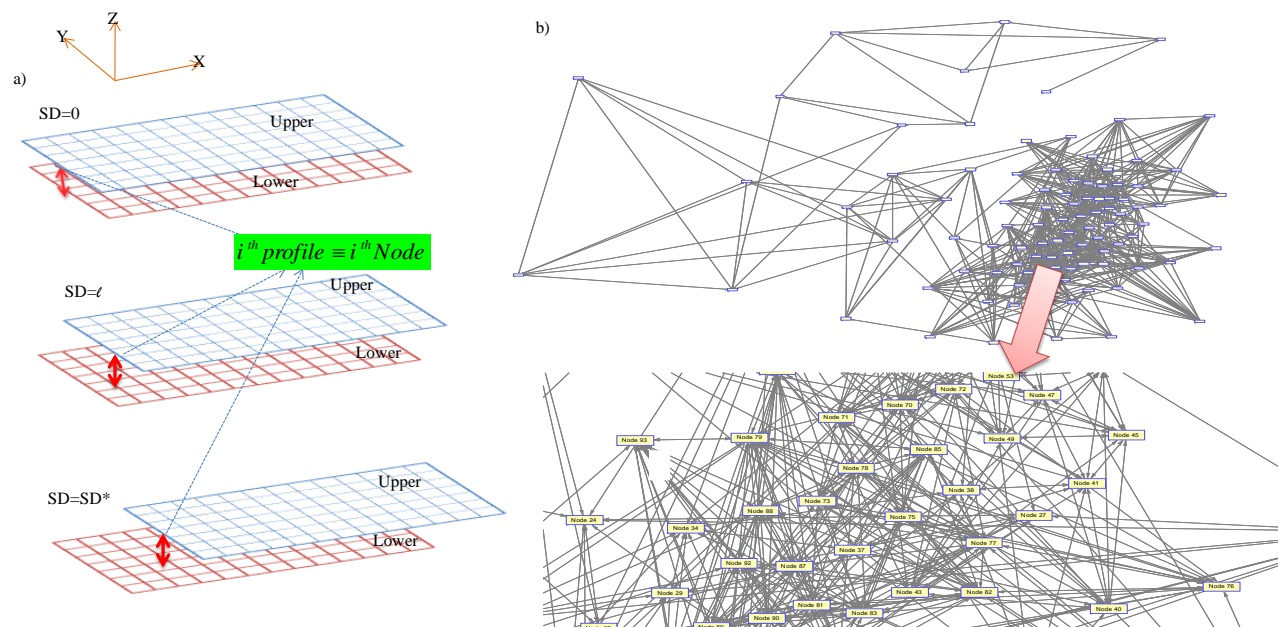 Z
Y
X
a)
SD=0
Upper
Lower
i th profile ≡ i th Node
SD=ℓ
Upper
Lower
SD=SD*
Upper
Lower
b)
Node 53
Node 72
Node 47
Node 70
Node 71
Node 93
Node 79
Node 49
Node 45
Node 85
Node 78
Node 41
Node 38
Node 73
Node 88
Node 75
Node 27
Node 24
Node 34
Node 77
Node 37
Node 92
Node 87
Node 76
Node 29
Node 43
Node 82
Node 81
Node 83
Node 40
Node 90